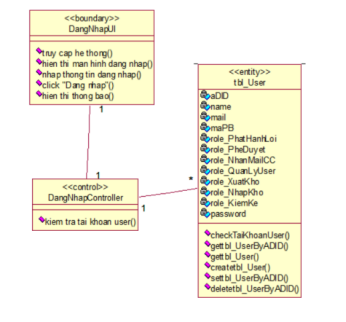 <<boundary>>
DangNhapUI
truy cap he thong()
hien thi man hinh dang nhap()
nhap thong tin dang nhap()
click "Dang nhap"()
hien thi thong bao()
1
1
<<control>>
DangNhapController
kiem tra tai khoan user()
1
*
<<entity>>
tbl_User
aDID
name
mail
maPB
role_PhatHanhLoi
role_PheDuyet
role_NhanMailCC
role_QuanLyUser
role_XuatKho
role_NhapKho
role_KiemKe
password
checkTaiKhoanUser()
gettbl_UserByADID()
gettbl_User()
createtbl_User()
settbl_UserByADID()
deletetbl_UserByADID()